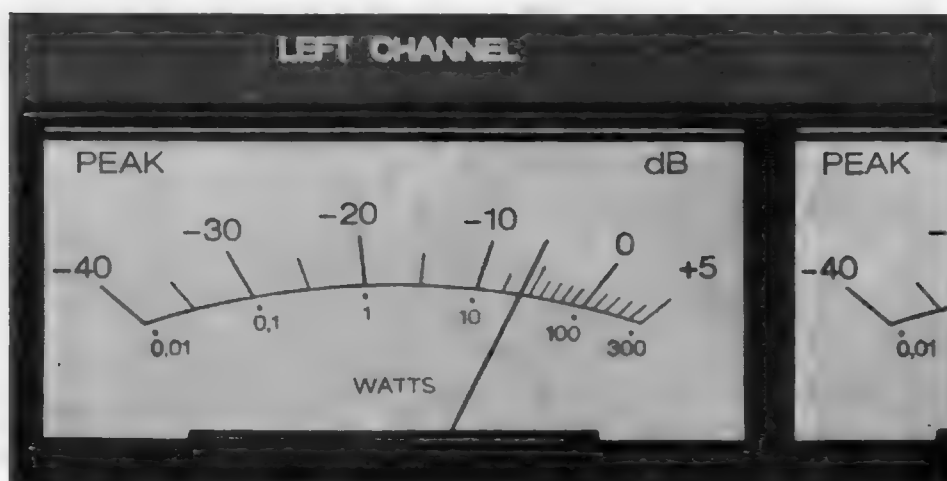 LEFT CHANNEL
PEAK dB PEAK
-40 -30 -20 -10 0 +5 -40
0,01 0,1 1 10 100 300 0,01
WATTS